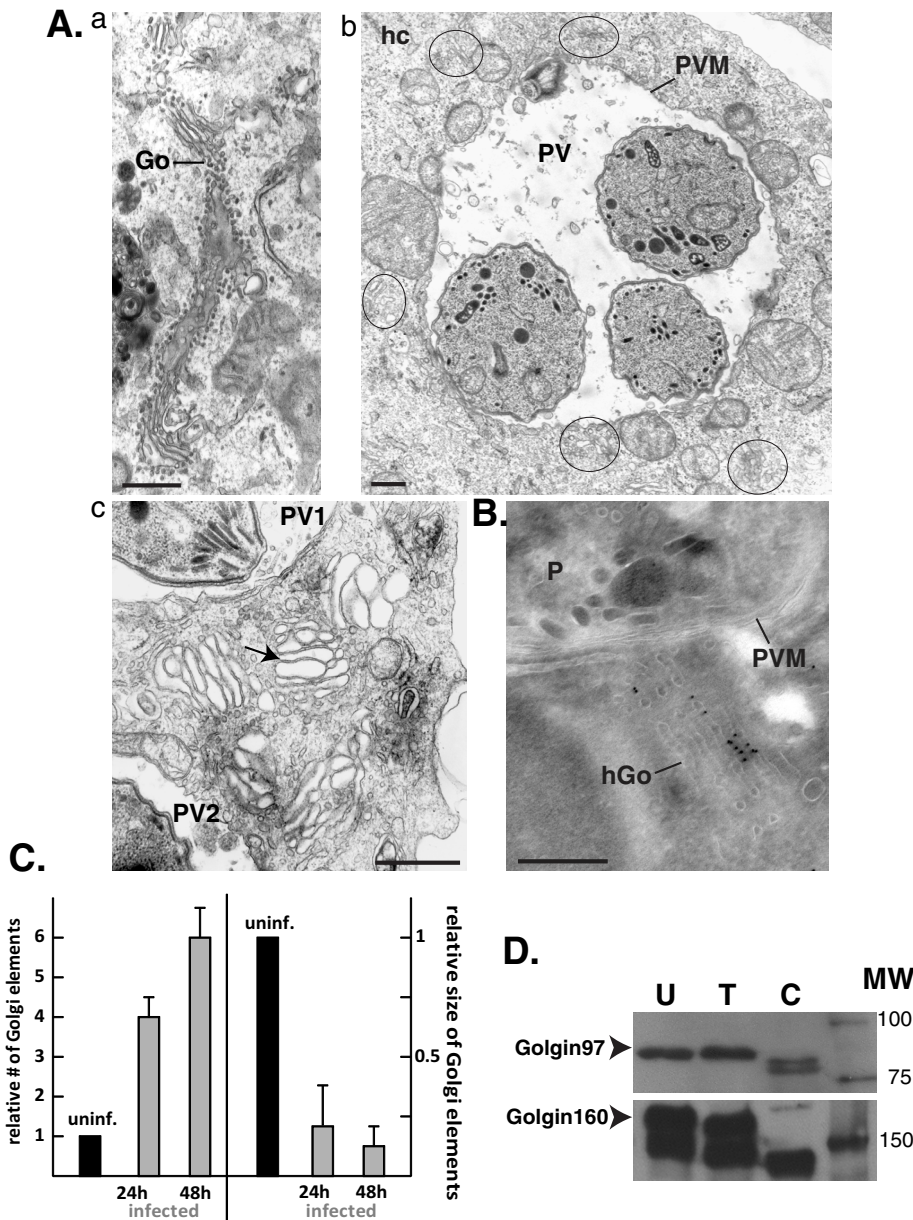 A.
a
Go
b
hc
PVM
PV
c
PV1
PV2
B.
P
PVM
hGo
C.
relative # of Golgi elements
6
5
4
3
2
1
uninf.
24h
48h
infected
uninf.
24h
48h
infected
1
0.5
relative size of Golgi elements
D.
U
T
C
MW
Golgin97
100
75
Golgin160
150